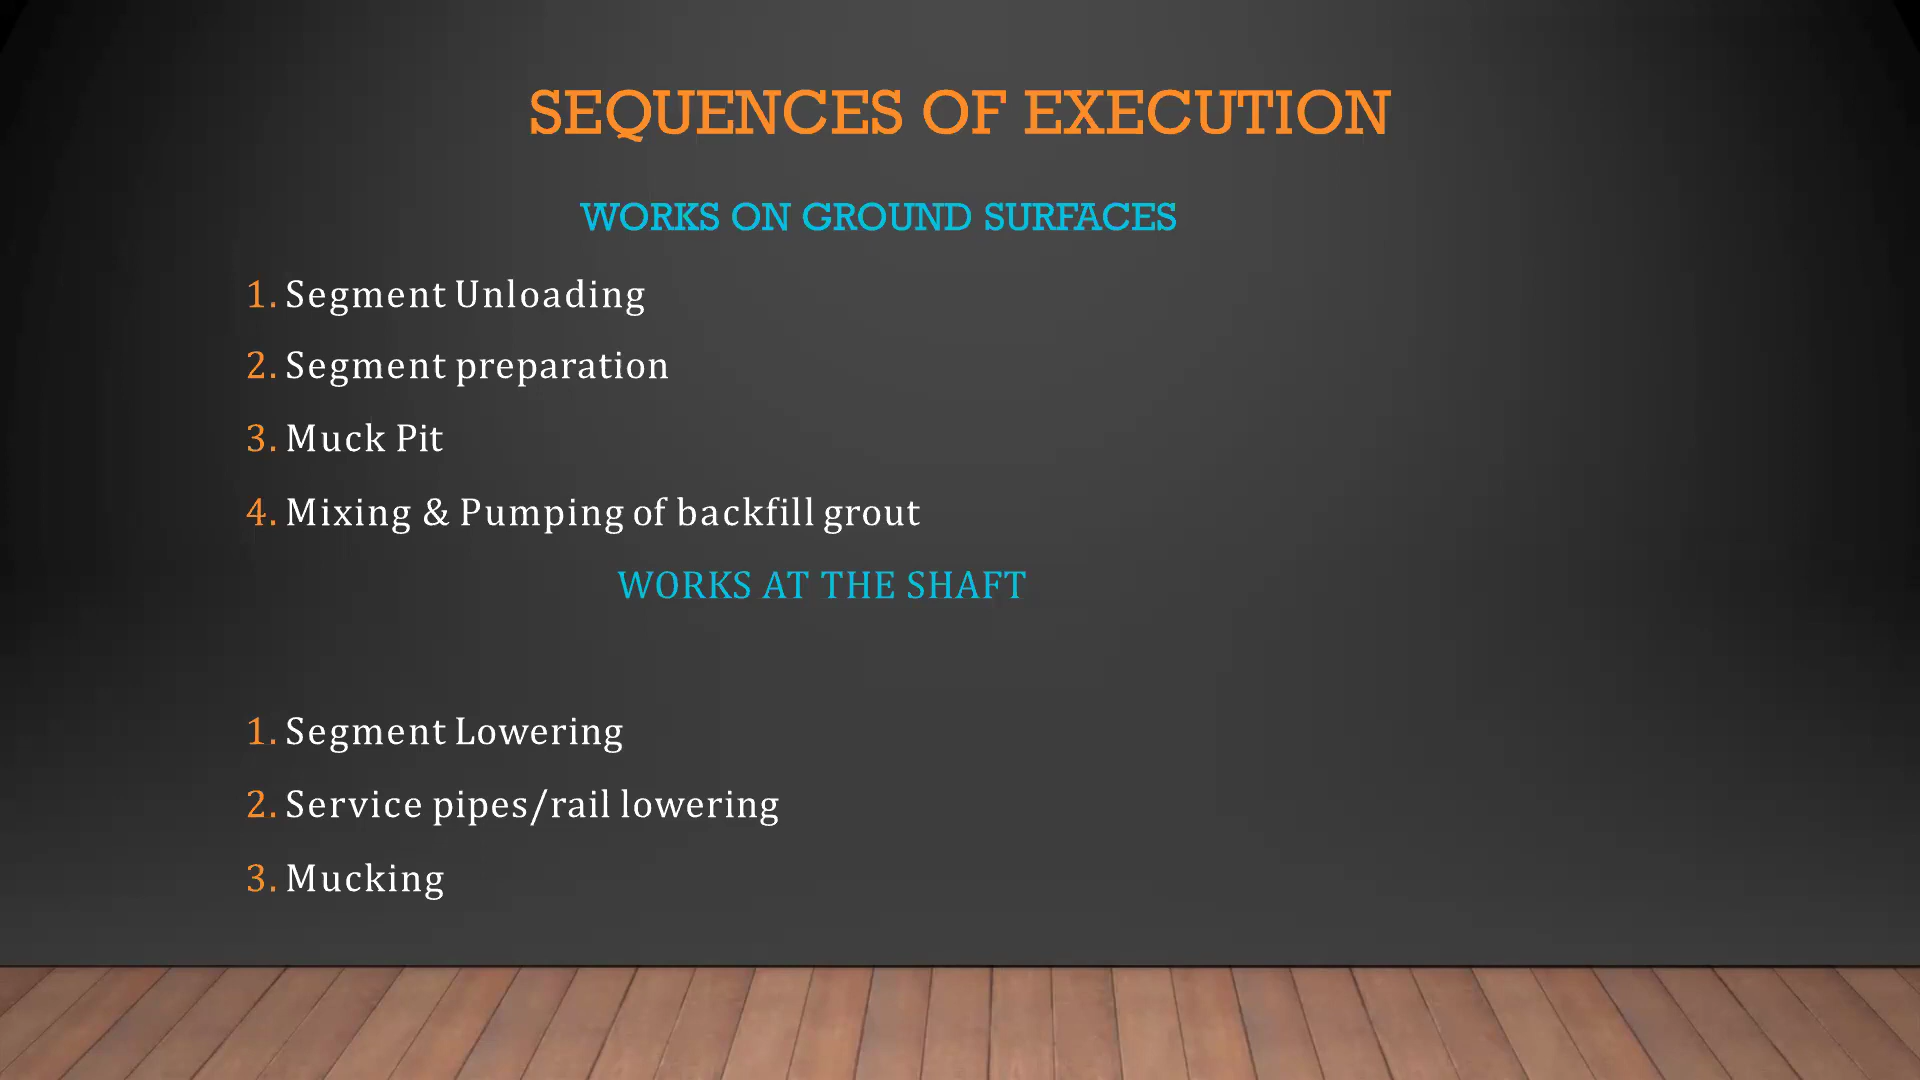 SEQUENCES OF EXECUTION
WORKS ON GROUND SURFACES
1. Segment Unloading
2. Segment preparation
3. Muck Pit
4. Mixing & Pumping of backfill grout
WORKS AT THE SHAFT
1. Segment Lowering
2. Service pipes/rail lowering
3. Mucking